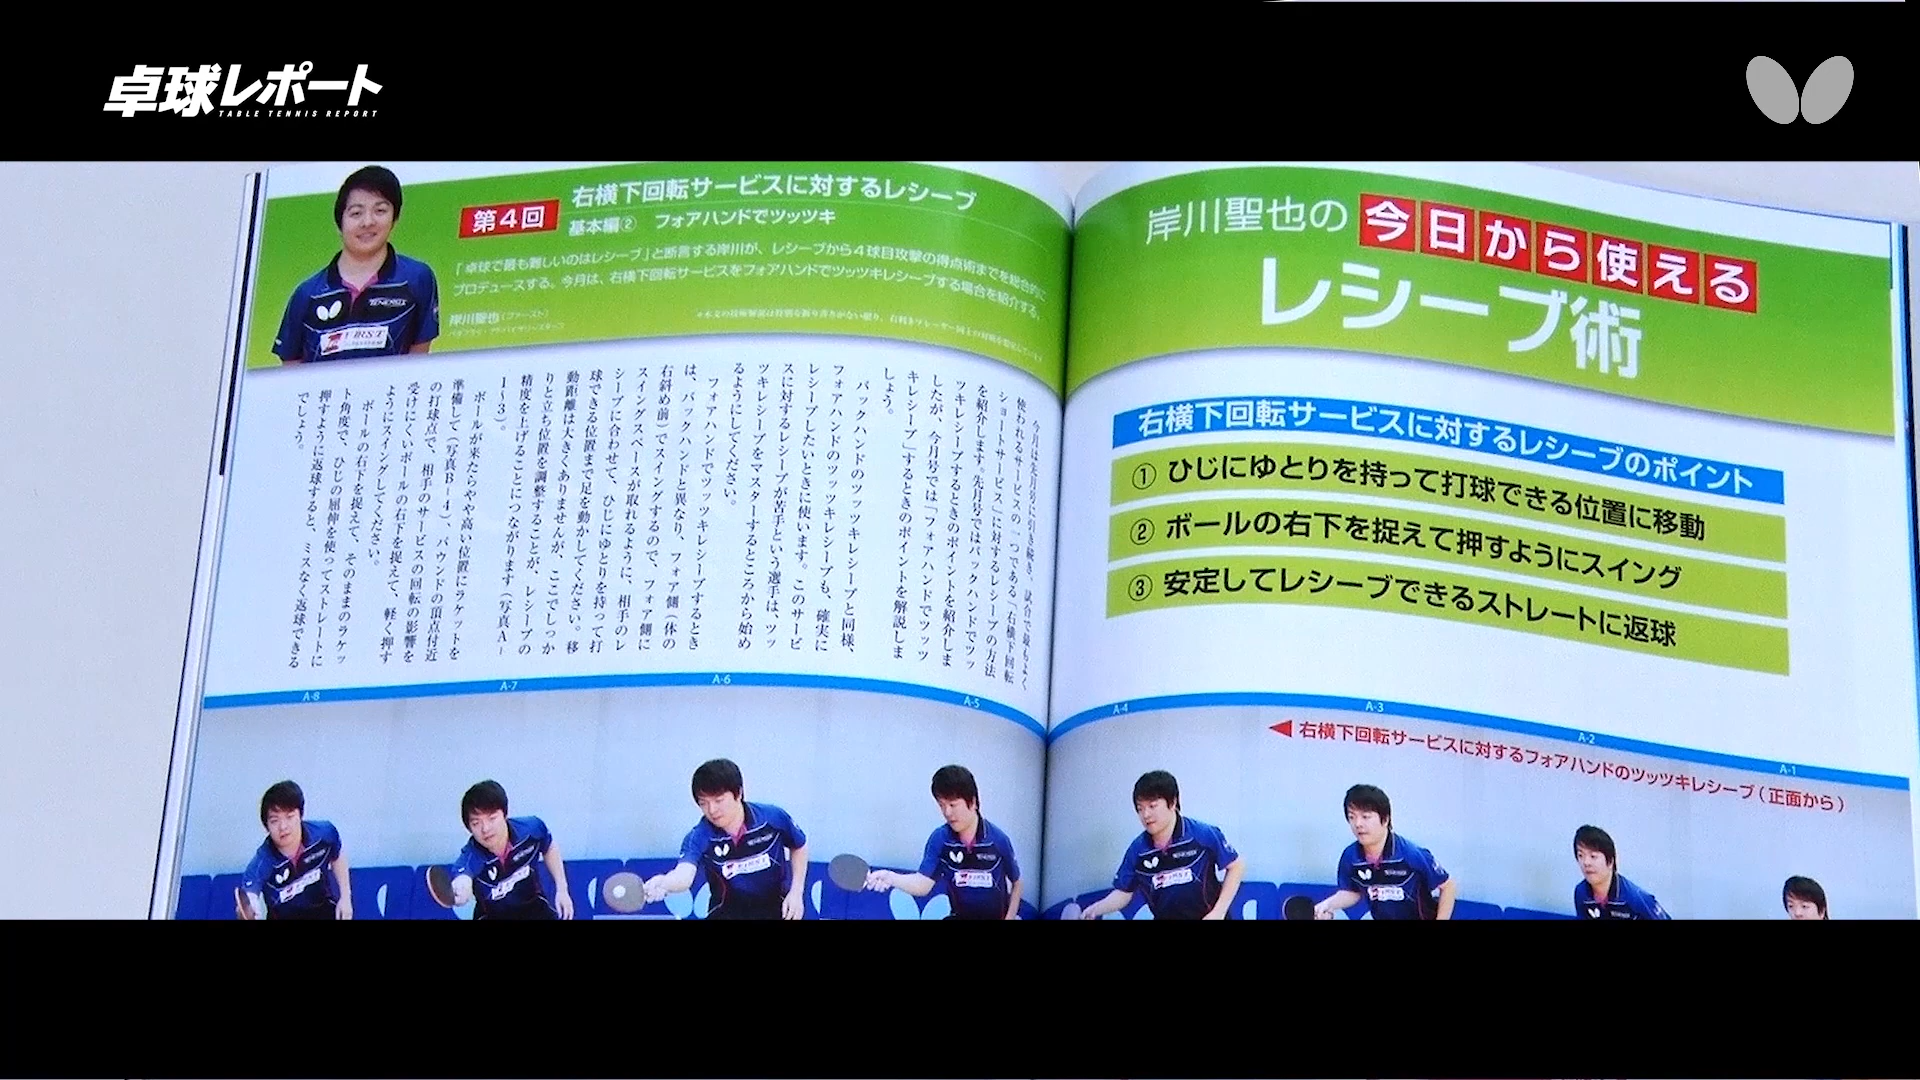 卓球レポート
TABLE TENNIS REPORT
岸川聖也の今日から使える
レシーブ術
右横下回転サービスに対するレシーブのポイント
① ひじにゆとりを持って打球できる位置に移動
② ボールの右下を捉えて押すようにスイング
③ 安定してレシーブできるストレートに返球
第4回
右横下回転サービスに対するレシーブ
基本編② フォアハンドでツッツキ
「卓球で最も難しいのはレシーブ」と断言する岸川が、レシーブから4球目攻撃の得点術までを総合的に
プロデュースする。今月は、右横下回転サービスをフォアハンドでツッツキレシーブする場合を紹介する。
岸川聖也(ファースト)
今月は先月号に引き続き、試合で最もよく
使われるサービスの一つである「右横下回転
ショートサービス」に対するレシーブの方法
を紹介します。先月号ではバックハンドでツッ
ツキレシーブするときのポイントを紹介しま
したが、今月号では「フォアハンドでツッツ
キレシーブ」するときのポイントを解説しま
しょう。
バックハンドのツッツキレシーブと同様、
フォアハンドのツッツキレシーブも、確実に
レシーブしたいときに使います。このサービ
スに対するレシーブが苦手という選手は、ツッ
ツキレシーブをマスターするところから始め
るようにしてください。
フォアハンドでツッツキレシーブするとき
は、バックハンドと異なり、フォア側（体の
右斜め前）でスイングするので、フォア側に
スイングスペースが取れるように、相手のレ
シーブに合わせて、ひじにゆとりを持って打
球できる位置まで足を動かしてください。移
動距離は大きくありませんが、ここでしっか
りと立ち位置を調整することが、レシーブの
精度を上げることにつながります（写真A-
1～3）。
ボールが来たらやや高い位置にラケットを
準備して（写真B-4）、バウンドの頂点付近
の打球点で、相手のサービスの回転の影響を
受けにくいボールの右下を捉えて、軽く押す
ようにスイングしてください。
ボールの右下を捉えて、そのままのラケッ
ト角度で、ひじの屈伸を使ってストレートに
押すように返球すると、ミスなく返球できる
でしょう。
A-8
A-7
A-6
A-5
A-4
A-3
A-2
A-1
◀右横下回転サービスに対するフォアハンドのツッツキレシーブ（正面から）
TENERGY
FIRST